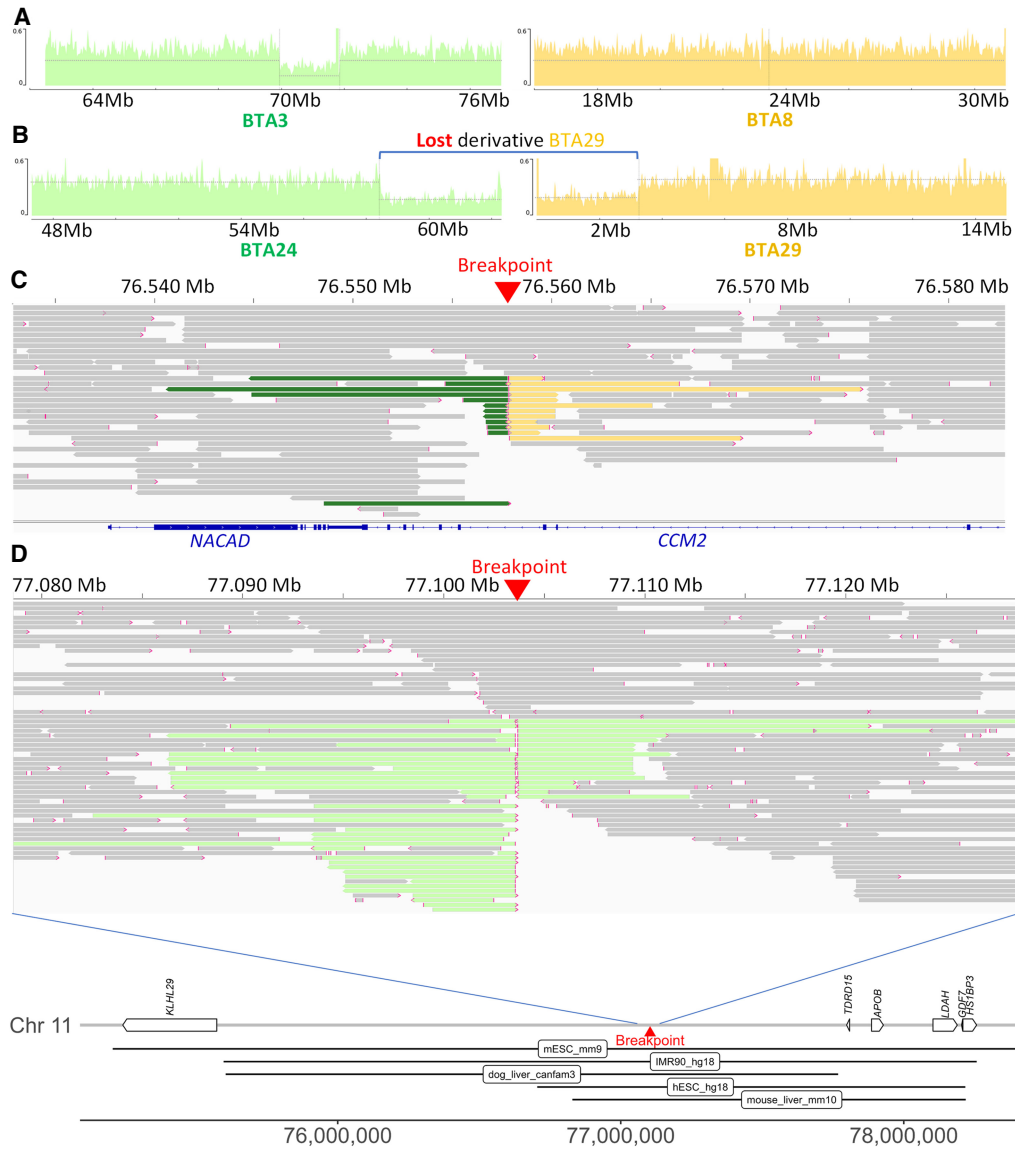 A
0.6
0
64Mb 70Mb 76Mb
BTA3
0.6
0
18Mb 24Mb 30Mb
BTA8
B
Lost derivative BTA29
0.6
0
48Mb 54Mb 60Mb
BTA24
0.6
0
2Mb 8Mb 14Mb
BTA29
C
Breakpoint
76.540 Mb 76.550 Mb 76.560 Mb 76.570 Mb 76.580 Mb
NACAD CCM2
D
Breakpoint
77.080 Mb 77.090 Mb 77.100 Mb 77.110 Mb 77.120 Mb
KLHL29
TDRD15
APOB
LDAH
GDF7
HS1BP3
Chr 11
Breakpoint
mESC_mm9
IMR90_hg18
dog_liver_canfam3
hESC_hg18
mouse_liver_mm10
76,000,000 77,000,000 78,000,000